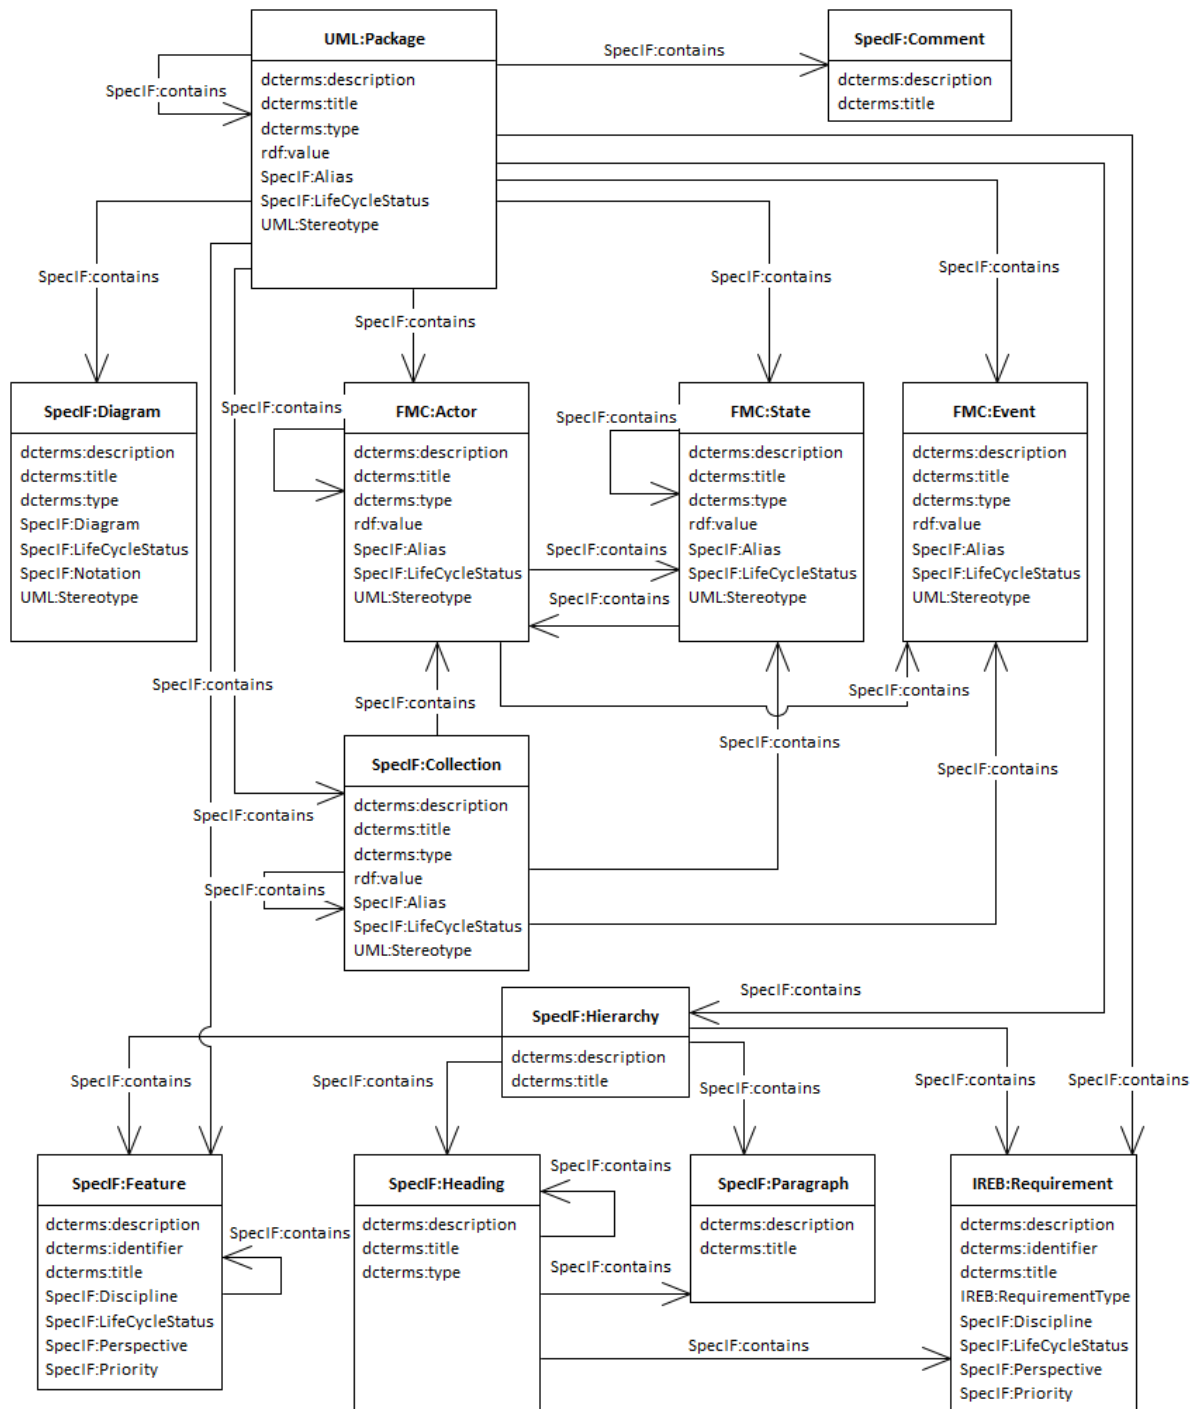 UML:Package
dcterms:description
dcterms:title
dcterms:type
rdf:value
SpecIF:Alias
SpecIF:LifeCycleStatus
UML:Stereotype
SpecIF:contains
SpecIF:contains
SpecIF:Comment
dcterms:description
dcterms:title
SpecIF:contains
SpecIF:contains
SpecIF:contains
SpecIF:contains
SpecIF:Diagram
dcterms:description
dcterms:title
dcterms:type
SpecIF:Diagram
SpecIF:LifeCycleStatus
SpecIF:Notation
UML:Stereotype
SpecIF:contains
FMC:Actor
dcterms:description
dcterms:title
dcterms:type
rdf:value
SpecIF:Alias
SpecIF:LifeCycleStatus
UML:Stereotype
SpecIF:contains
SpecIF:contains
SpecIF:contains
FMC:State
dcterms:description
dcterms:title
dcterms:type
rdf:value
SpecIF:Alias
SpecIF:LifeCycleStatus
UML:Stereotype
FMC:Event
dcterms:description
dcterms:title
dcterms:type
rdf:value
SpecIF:Alias
SpecIF:LifeCycleStatus
UML:Stereotype
SpecIF:contains
SpecIF:contains
SpecIF:contains
SpecIF:contains
SpecIF:contains
SpecIF:contains
SpecIF:Collection
dcterms:description
dcterms:title
dcterms:type
rdf:value
SpecIF:Alias
SpecIF:LifeCycleStatus
UML:Stereotype
SpecIF:contains
SpecIF:contains
SpecIF:Hierarchy
dcterms:description
dcterms:title
SpecIF:contains
SpecIF:contains
SpecIF:contains
SpecIF:contains
SpecIF:contains
SpecIF:Feature
dcterms:description
dcterms:identifier
dcterms:title
SpecIF:Discipline
SpecIF:LifeCycleStatus
SpecIF:Perspective
SpecIF:Priority
SpecIF:contains
SpecIF:Heading
dcterms:description
dcterms:title
dcterms:type
SpecIF:contains
SpecIF:contains
SpecIF:contains
SpecIF:Paragraph
dcterms:description
dcterms:title
IREB:Requirement
dcterms:description
dcterms:identifier
dcterms:title
IREB:RequirementType
SpecIF:Discipline
SpecIF:LifeCycleStatus
SpecIF:Perspective
SpecIF:Priority